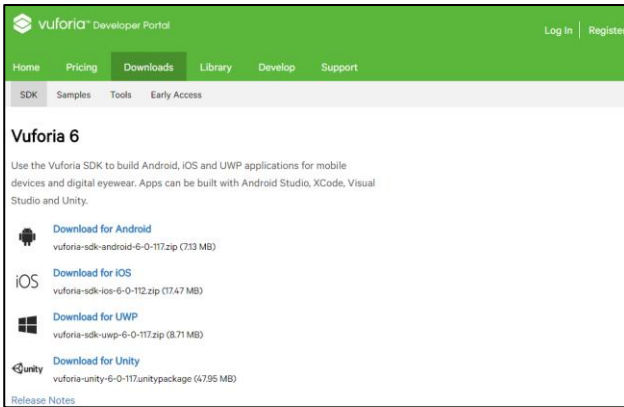 vuforia™ Developer Portal
Log In | Register
Home Pricing Downloads Library Develop Support
SDK Samples Tools Early Access
Vuforia 6
Use the Vuforia SDK to build Android, iOS and UWP applications for mobile
devices and digital eyewear. Apps can be built with Android Studio, XCode, Visual
Studio and Unity.
Download for Android
vuforia-sdk-android-6-0-117.zip (7.13 MB)
iOS
Download for iOS
vuforia-sdk-ios-6-0-112.zip (17.47 MB)
Download for UWP
vuforia-sdk-uwp-6-0-117.zip (8.71 MB)
unity
Download for Unity
vuforia-unity-6-0-117.unitypackage (47.95 MB)
Release Notes